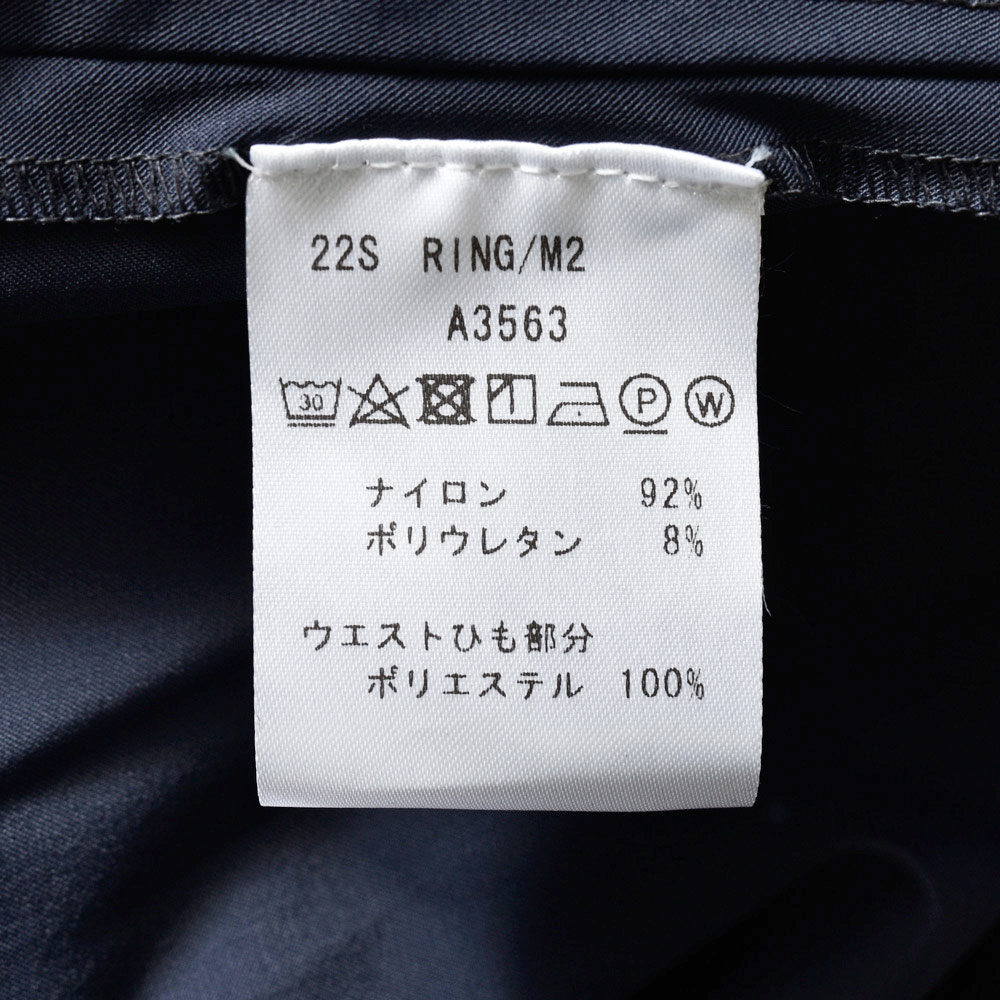 22S RING/M2
A3563
30 P W
ナイロン 92%
ポリウレタン 8%
ウエストひも部分
ポリエステル 100%